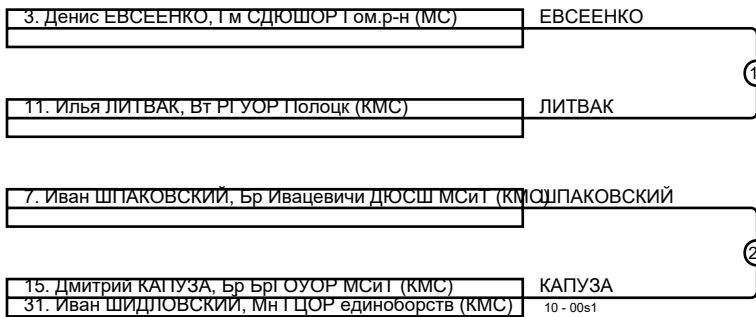 3. Денис ЕВСЕЕНКО, Гм СДЮШОР Гом.р-н (МС) ЕВСЕЕНКО
1
11. Илья ЛИТВАК, Вт РГУОР Полоцк (КМС) ЛИТВАК
7. Иван ШПАКОВСКИЙ, Бр Ивацевичи ДЮСШ МСиТ (КМС) ШПАКОВСКИЙ
2
15. Дмитрий КАПУЗА, Бр БрГОУОР МСиТ (КМС) КАПУЗА
31. Иван ШИДЛОВСКИЙ, Мн ГЦОР единоборств (КМС) 10 - 00s1